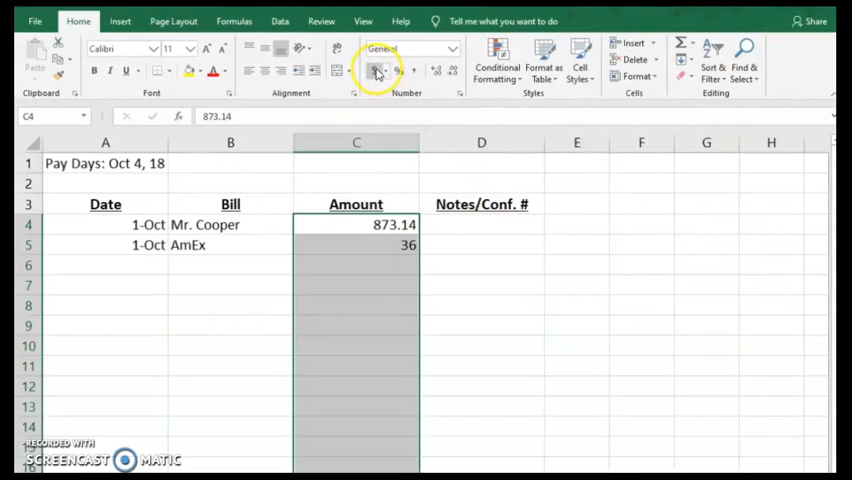 File Home Insert Page Layout Formulas Data Review View Help Tell me what you want to do Share
Calibri 11 A A ab General Insert Σ
Paste B I U A % , Conditional Formatting Format as Table Cell Styles Delete Format Sort & Filter Find & Select
Clipboard Font Alignment Number Styles Cells Editing
C4 873.14
A B C D E F G H
1 Pay Days: Oct 4, 18
2
3 Date Bill Amount Notes/Conf. #
4 1-Oct Mr. Cooper 873.14
5 1-Oct AmEx 36
6
7
8
9
10
11
12
13
14
RECORDED WITH
SCREENCAST MATIC